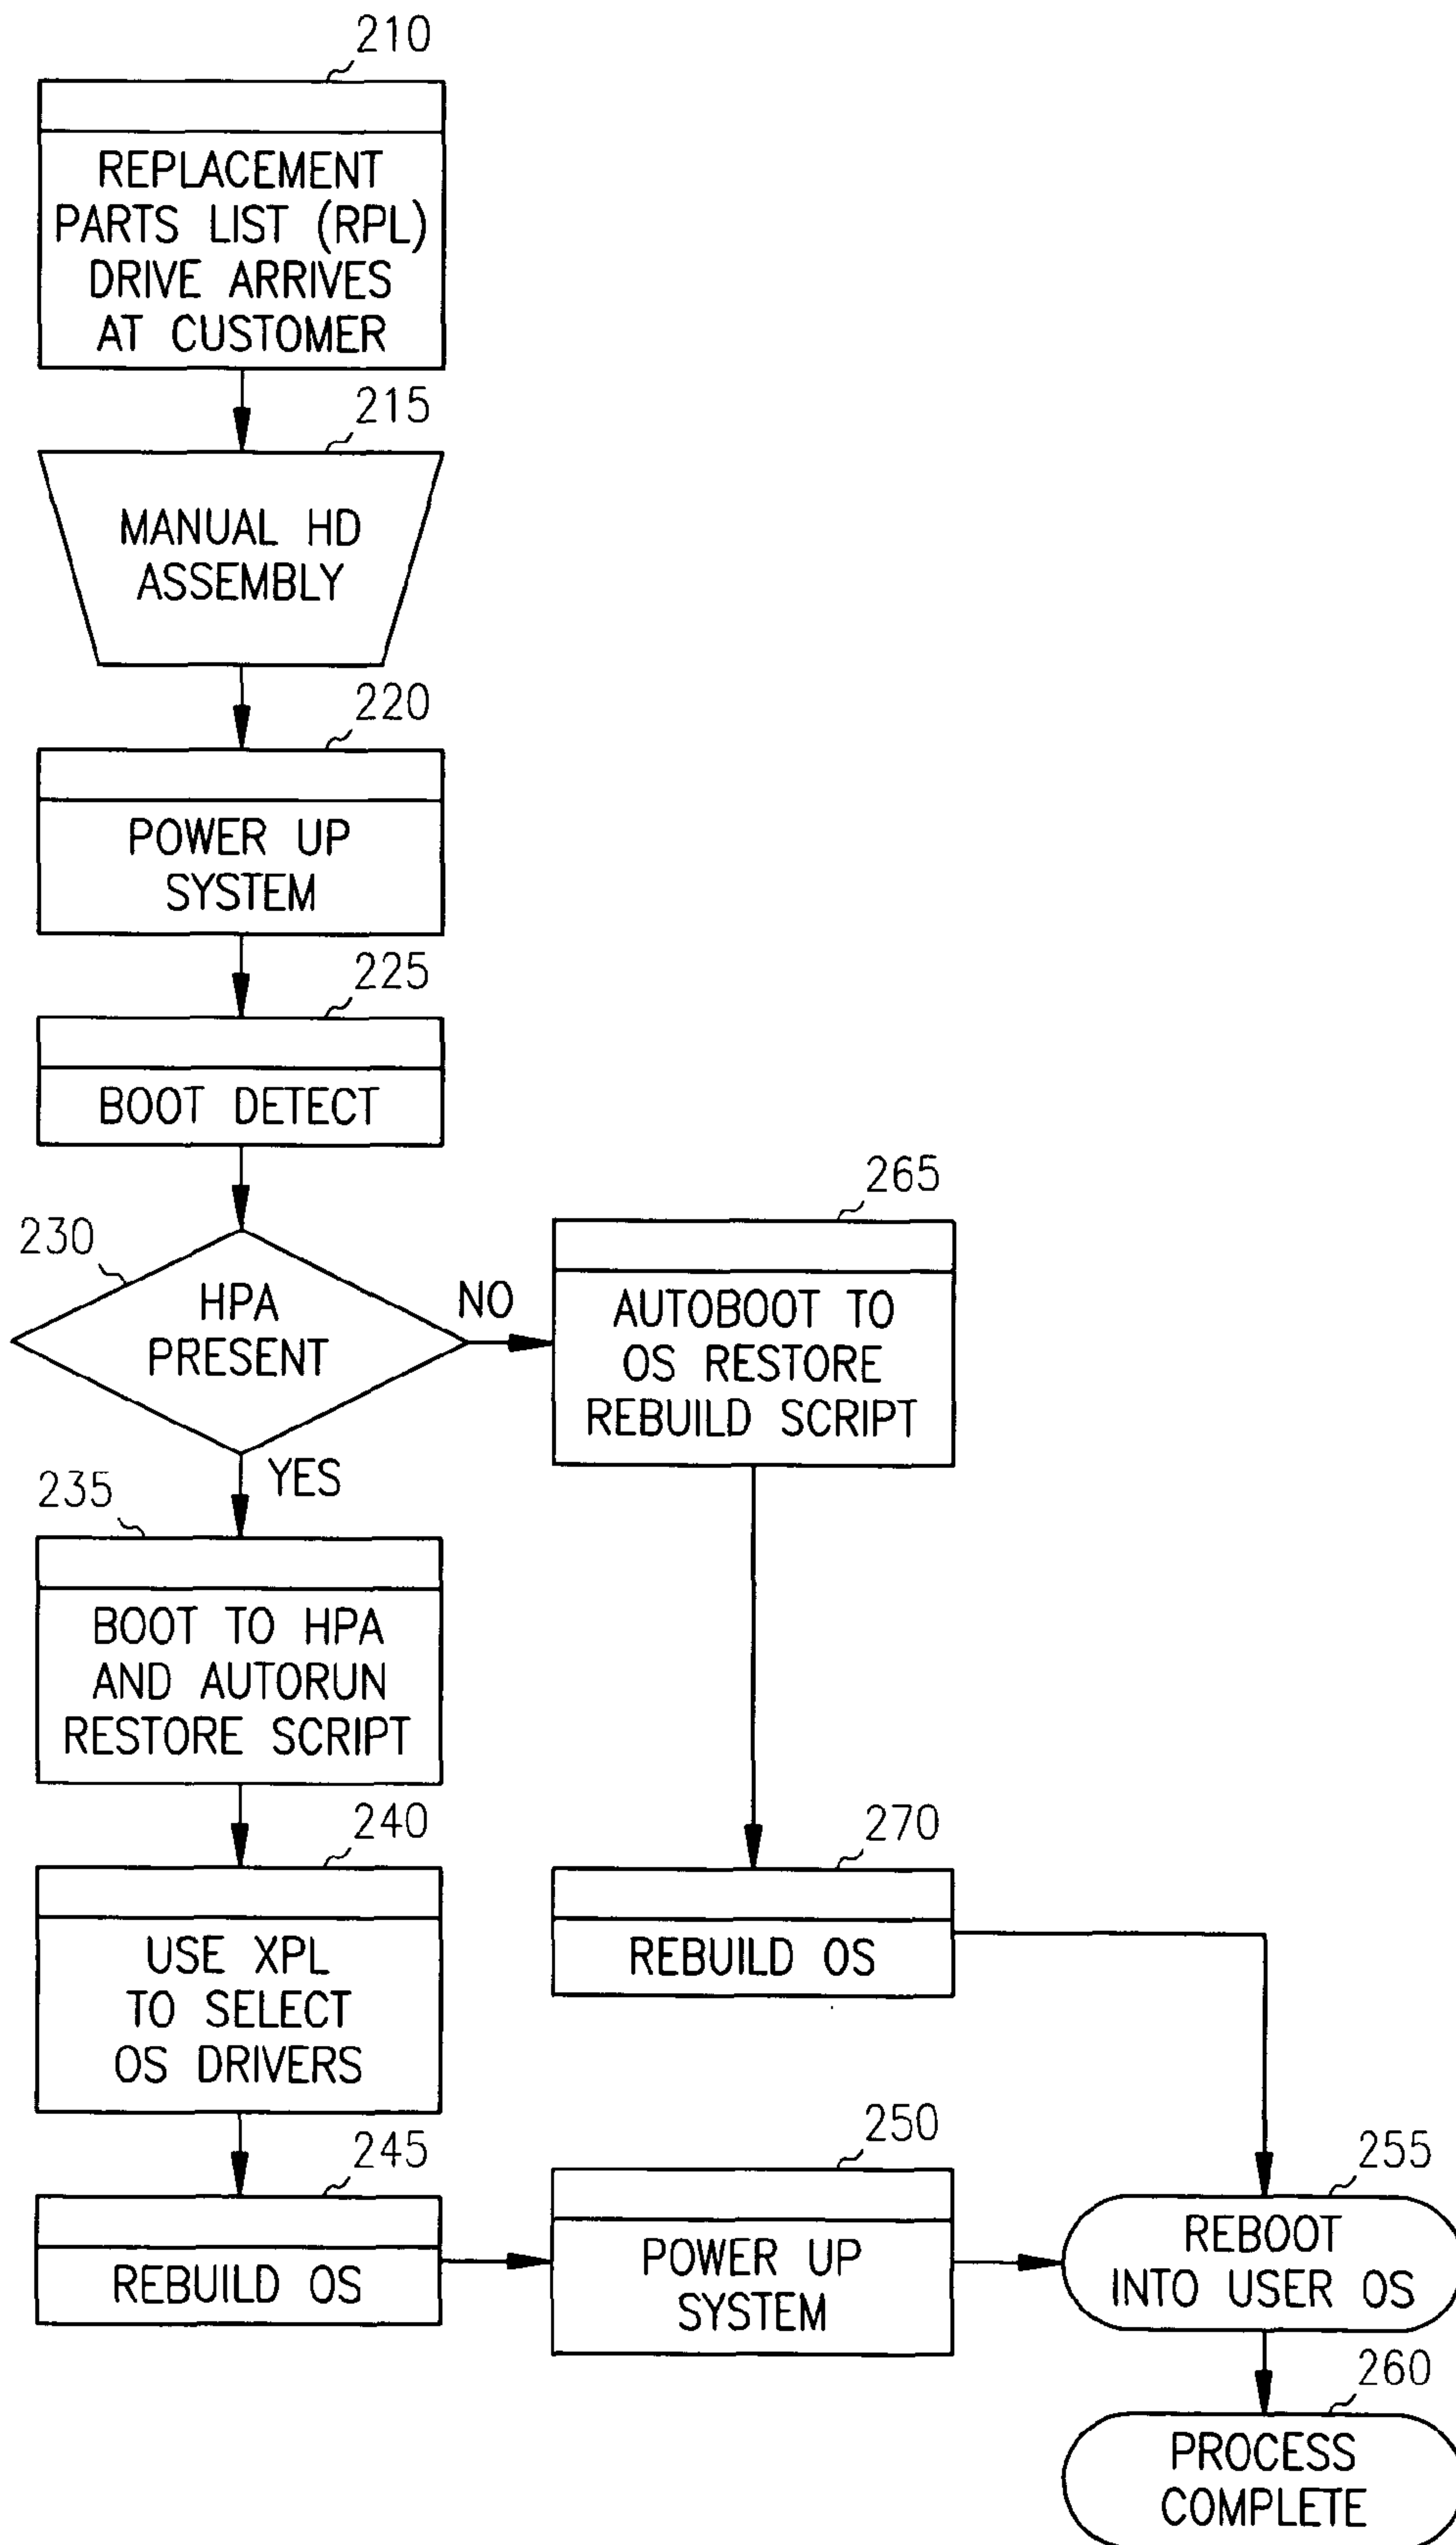 210
REPLACEMENT
PARTS LIST (RPL)
DRIVE ARRIVES
AT CUSTOMER
215
MANUAL HD
ASSEMBLY
220
POWER UP
SYSTEM
225
BOOT DETECT
230
HPA
PRESENT
NO
YES
265
AUTOBOOT TO
OS RESTORE
REBUILD SCRIPT
235
BOOT TO HPA
AND AUTORUN
RESTORE SCRIPT
240
USE XPL
TO SELECT
OS DRIVERS
270
REBUILD OS
245
REBUILD OS
250
POWER UP
SYSTEM
255
REBOOT
INTO USER OS
260
PROCESS
COMPLETE